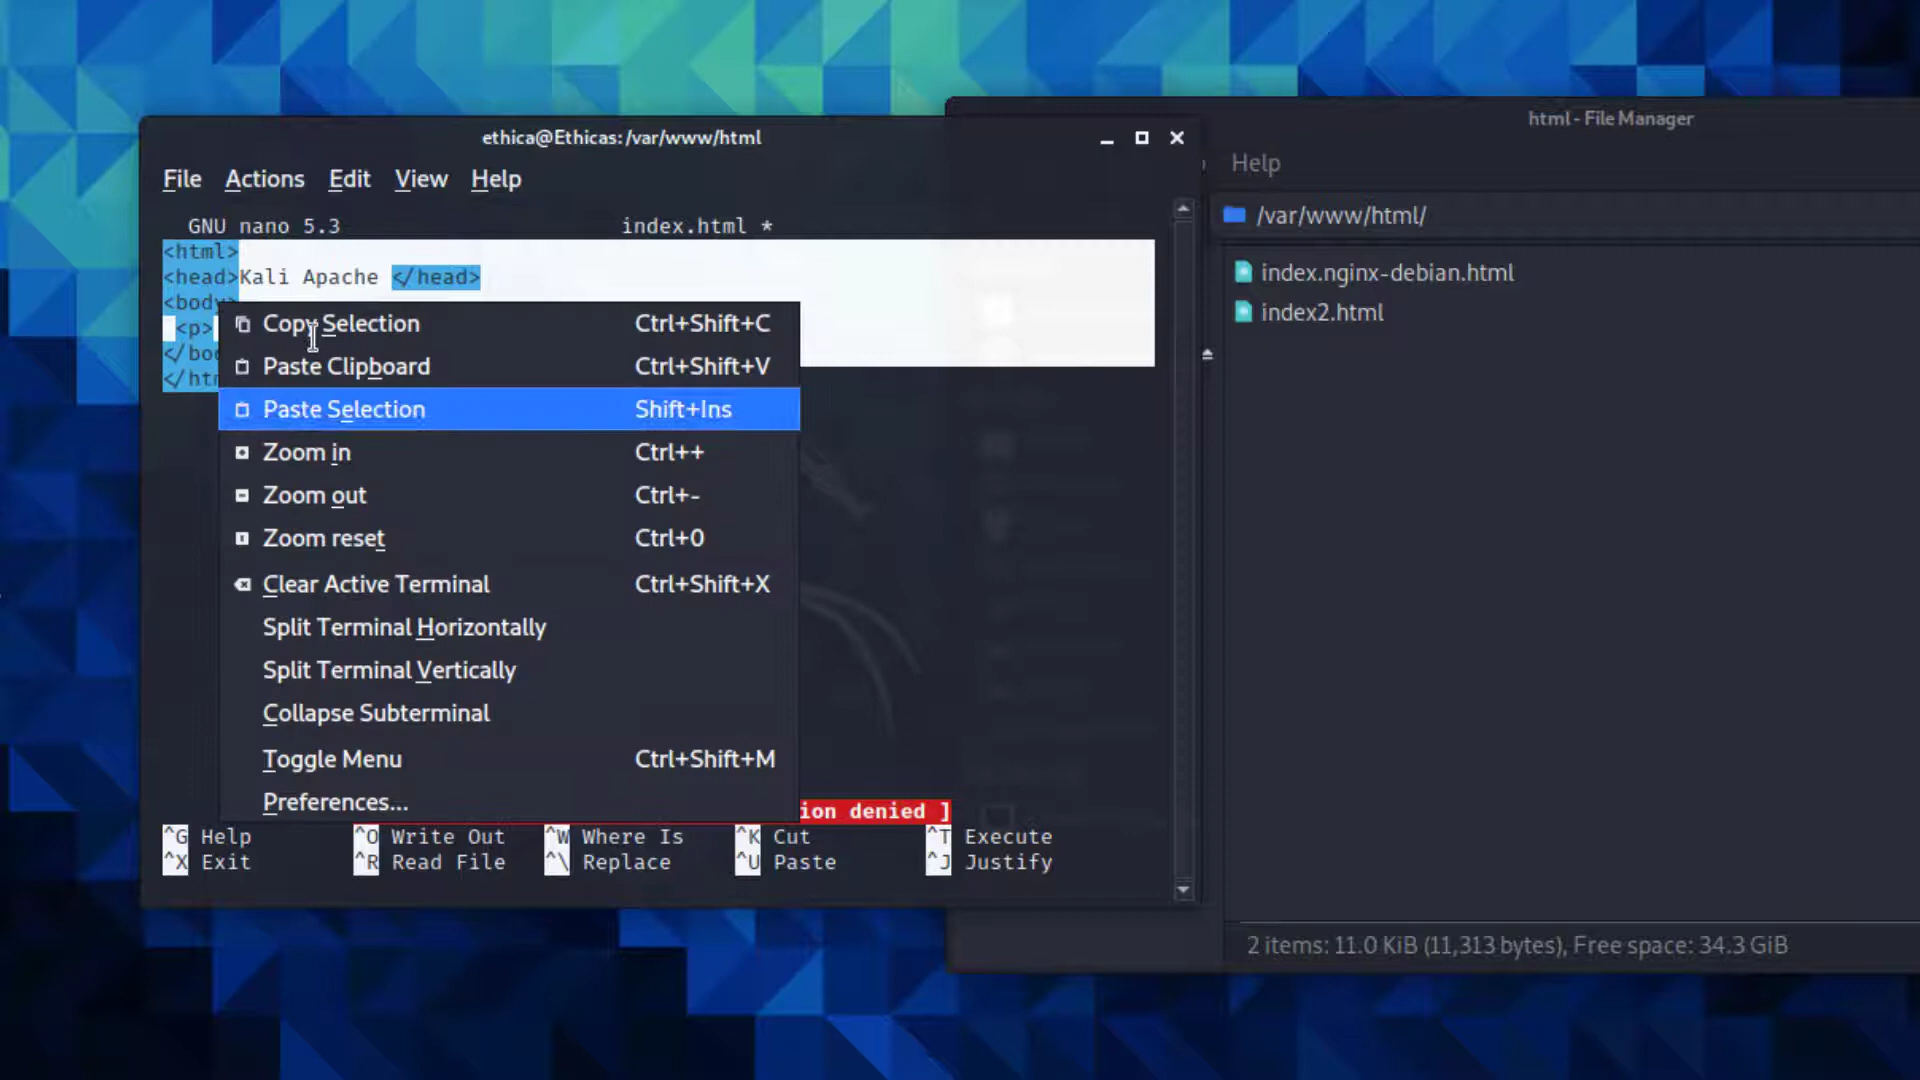 ethica@Ethicas: /var/www/html
File Actions Edit View Help
GNU nano 5.3 index.html *
<html>
<head>Kali Apache </head>
<body>
<p>
</bo
</ht
Copy Selection Ctrl+Shift+C
Paste Clipboard Ctrl+Shift+V
Paste Selection Shift+Ins
Zoom in Ctrl++
Zoom out Ctrl+-
Zoom reset Ctrl+0
Clear Active Terminal Ctrl+Shift+X
Split Terminal Horizontally
Split Terminal Vertically
Collapse Subterminal
Toggle Menu Ctrl+Shift+M
Preferences...
ion denied ]
^G Help ^O Write Out ^W Where Is ^K Cut ^T Execute
^X Exit ^R Read File ^\ Replace ^U Paste ^J Justify
html - File Manager
Help
/var/www/html/
index.nginx-debian.html
index2.html
2 items: 11.0 KiB (11,313 bytes), Free space: 34.3 GiB